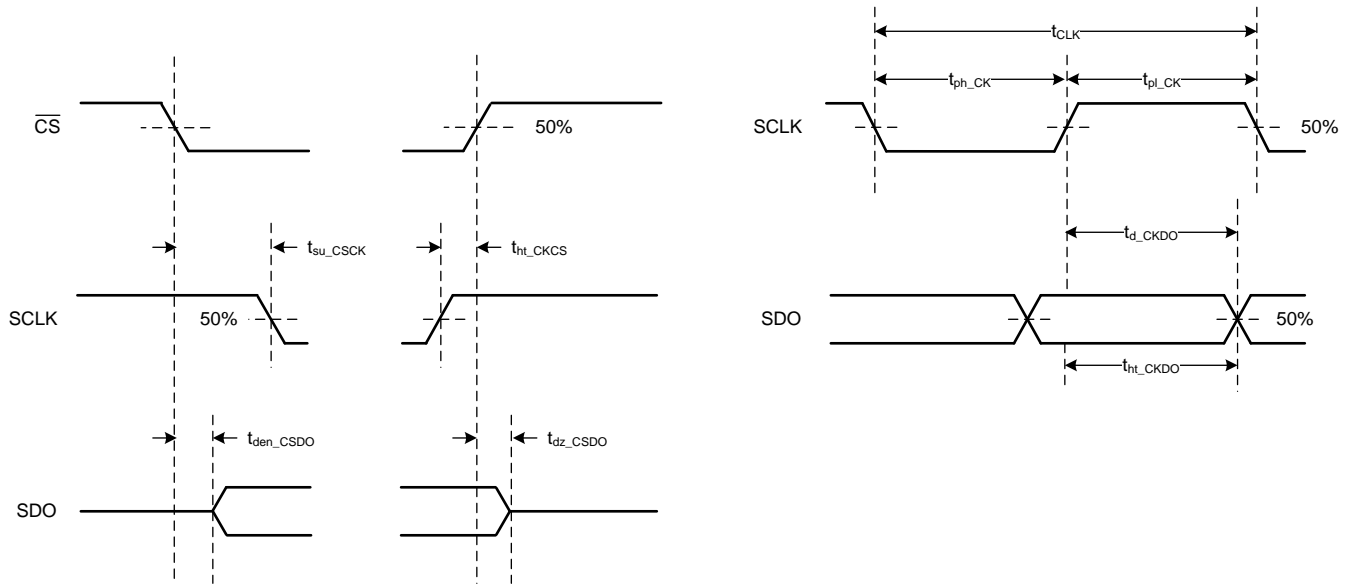 CS
50%
tsu_CSCK
tht_CKCS
SCLK
50%
tden_CSDO
tdz_CSDO
SDO
tCLK
tph_CK
tpl_CK
SCLK
50%
td_CKDO
SDO
50%
tht_CKDO